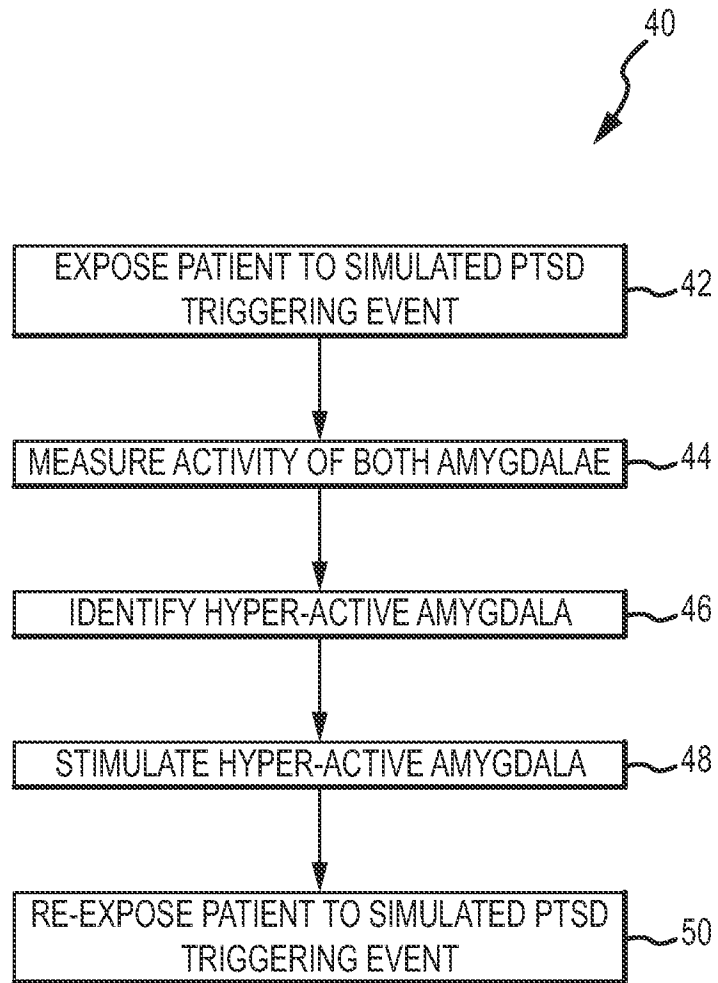 40
EXPOSE PATIENT TO SIMULATED PTSD
TRIGGERING EVENT
42
MEASURE ACTIVITY OF BOTH AMYGDALAE
44
IDENTIFY HYPER-ACTIVE AMYGDALA
46
STIMULATE HYPER-ACTIVE AMYGDALA
48
RE-EXPOSE PATIENT TO SIMULATED PTSD
TRIGGERING EVENT
50